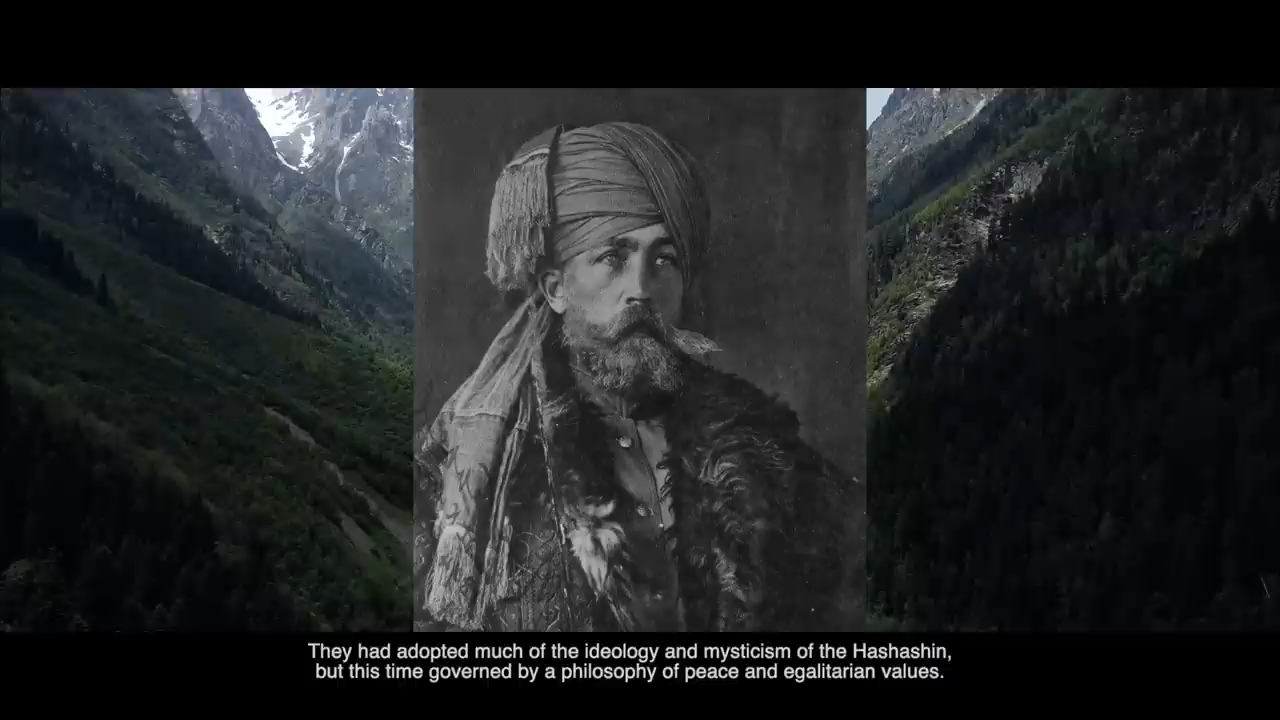 They had adopted much of the ideology and mysticism of the Hashashin,
but this time governed by a philosophy of peace and egalitarian values.